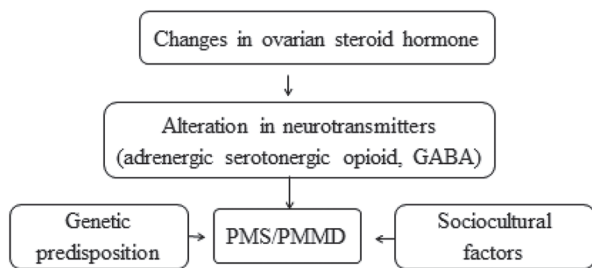 Changes in ovarian steroid hormone
Alteration in neurotransmitters
(adrenergic serotonergic opioid, GABA)
Genetic
predisposition
PMS/PMMD
Sociocultural
factors